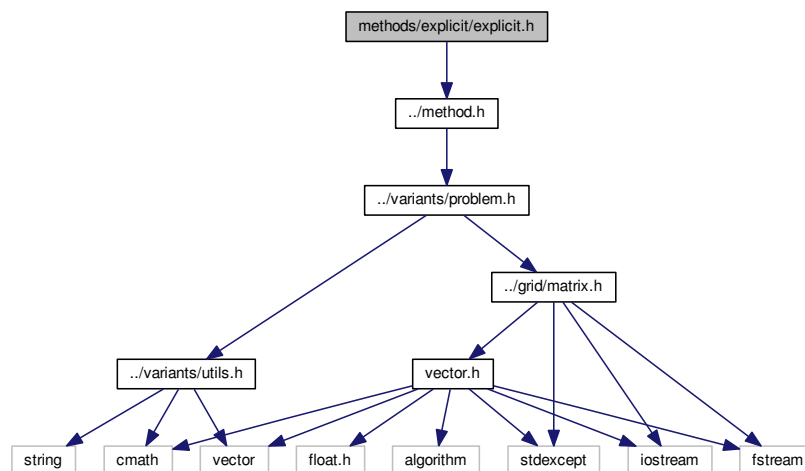 methods/explicit/explicit.h
../method.h
../variants/problem.h
../grid/matrix.h
../variants/utils.h
vector.h
string
cmath
vector
float.h
algorithm
stdexcept
iostream
fstream